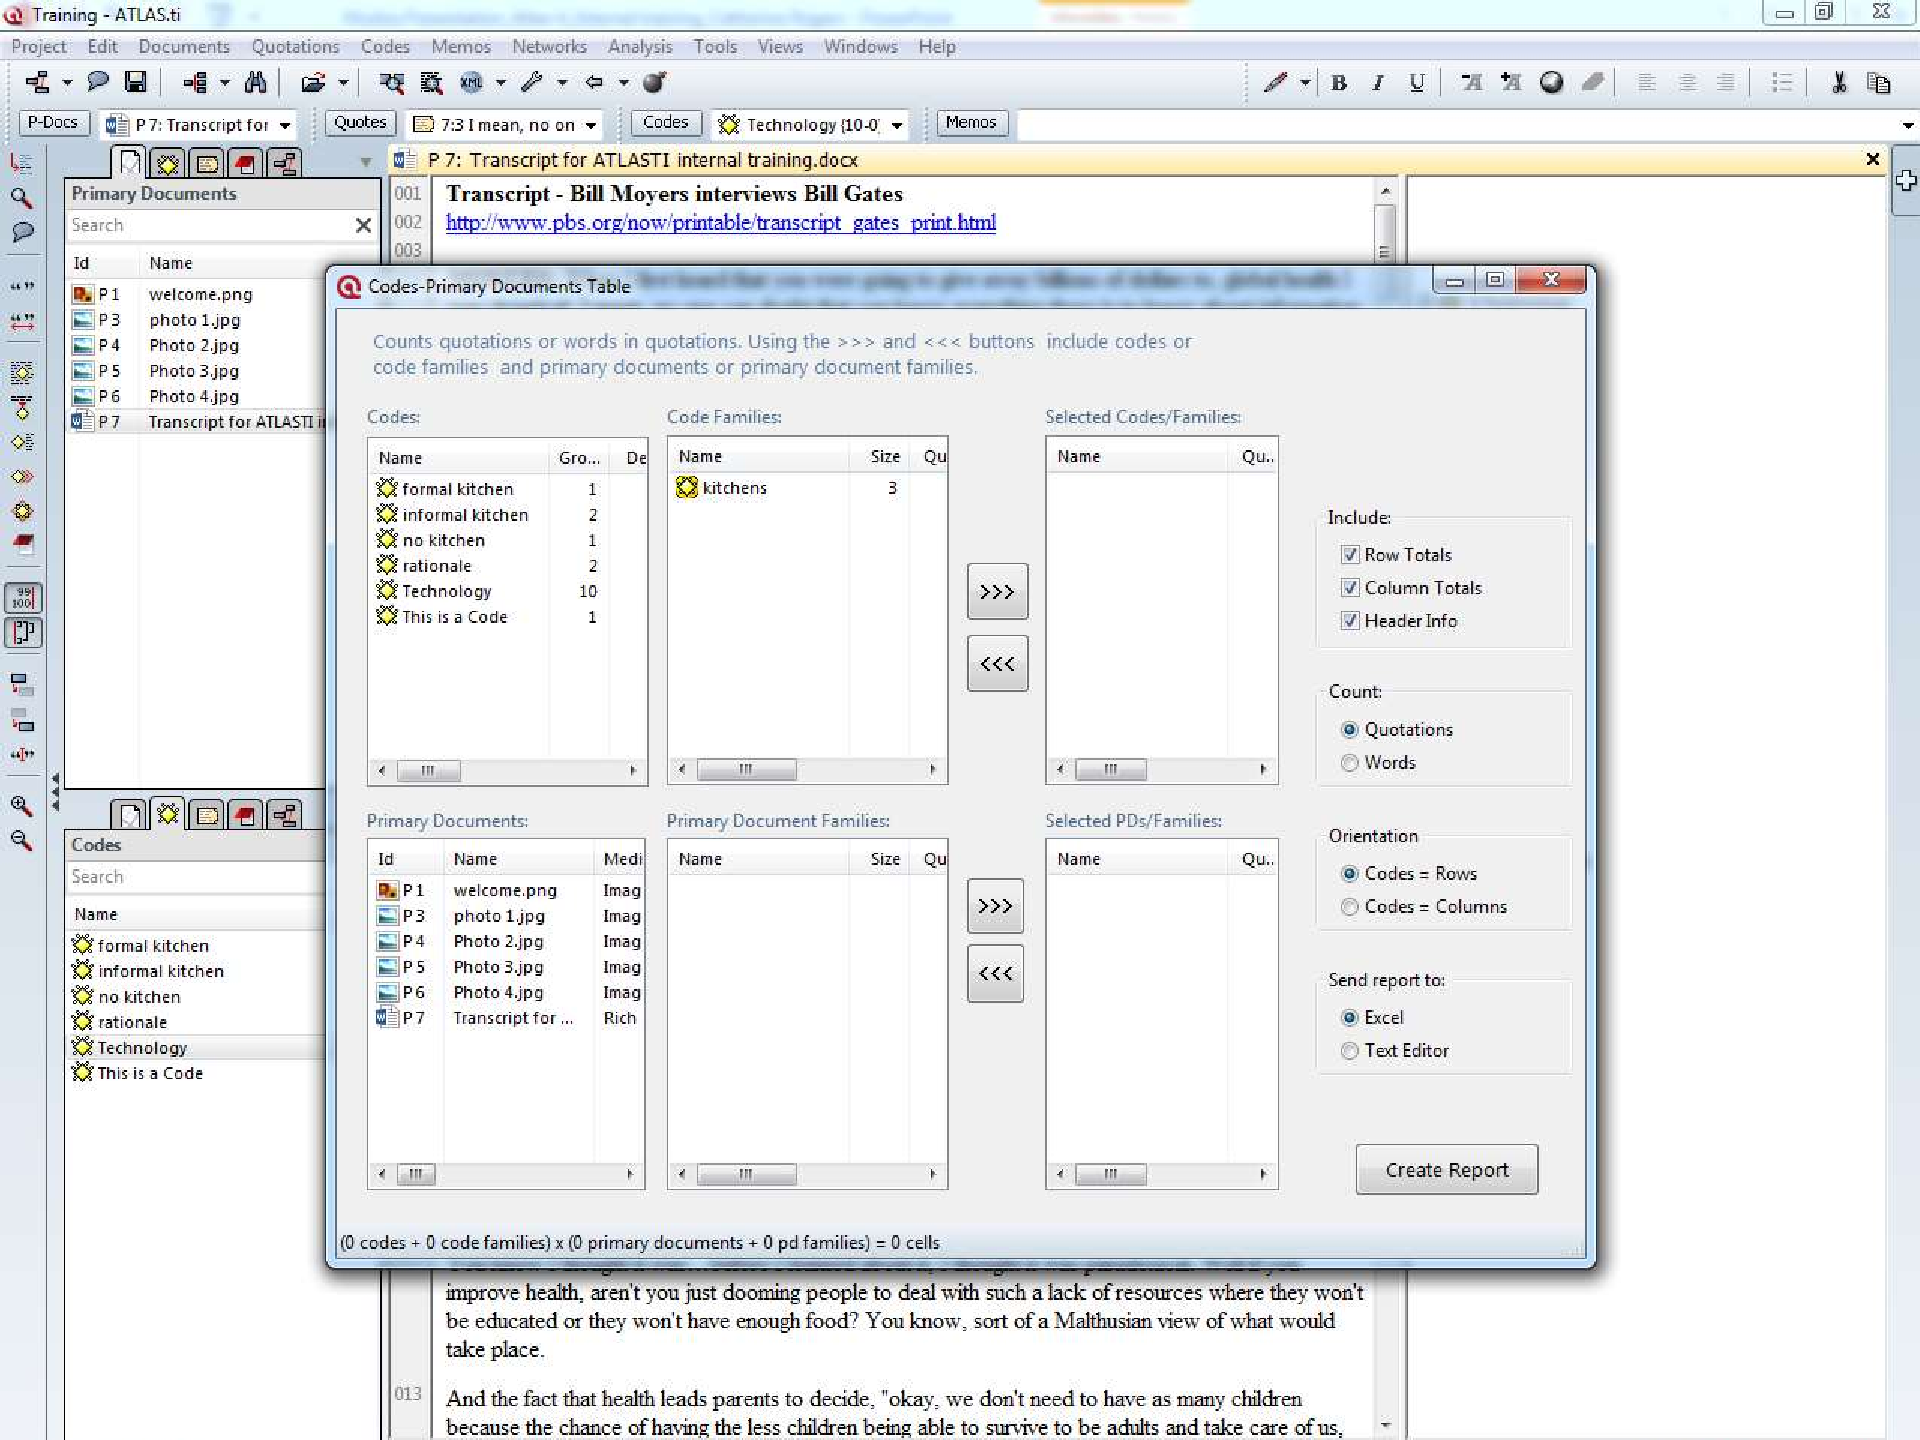 Training - ATLAS.ti
Project Edit Documents Quotations Codes Memos Networks Analysis Tools Views Windows Help
XML B I U A A
P-Docs P 7: Transcript for Quotes 7:3 I mean, no on Codes Technology {10-0} Memos
P 7: Transcript for ATLASTI internal training.docx
Primary Documents
Search
Id Name
P 1 welcome.png
P 3 photo 1.jpg
P 4 Photo 2.jpg
P 5 Photo 3.jpg
P 6 Photo 4.jpg
P 7 Transcript for ATLASTI i
001 Transcript - Bill Moyers interviews Bill Gates
002 http://www.pbs.org/now/printable/transcript_gates_print.html
003
Codes
Search
Name
formal kitchen
informal kitchen
no kitchen
rationale
Technology
This is a Code
Codes-Primary Documents Table
Counts quotations or words in quotations. Using the >>> and <<< buttons include codes or
code families and primary documents or primary document families.
Codes: Code Families: Selected Codes/Families:
Name Gro... De Name Size Qu Name Qu..
formal kitchen 1 kitchens 3
informal kitchen 2
no kitchen 1
rationale 2
Technology 10
This is a Code 1
>>>
<<<
Include:
Row Totals
Column Totals
Header Info
Count:
Quotations
Words
Primary Documents: Primary Document Families: Selected PDs/Families:
Id Name Medi Name Size Qu Name Qu..
P 1 welcome.png Imag
P 3 photo 1.jpg Imag
P 4 Photo 2.jpg Imag
P 5 Photo 3.jpg Imag
P 6 Photo 4.jpg Imag
P 7 Transcript for ... Rich
>>>
<<<
Orientation
Codes = Rows
Codes = Columns
Send report to:
Excel
Text Editor
Create Report
(0 codes + 0 code families) x (0 primary documents + 0 pd families) = 0 cells
improve health, aren't you just dooming people to deal with such a lack of resources where they won't
be educated or they won't have enough food? You know, sort of a Malthusian view of what would
take place.
013 And the fact that health leads parents to decide, "okay, we don't need to have as many children
because the chance of having the less children being able to survive to be adults and take care of us,